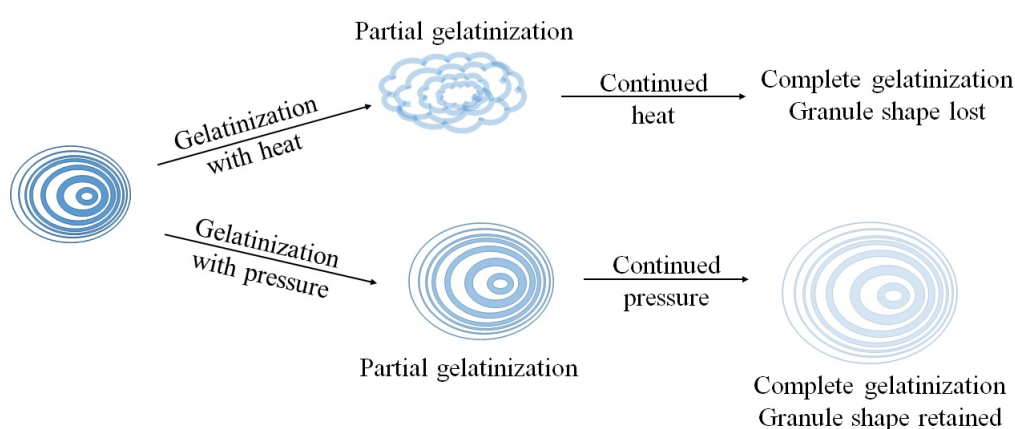 Partial gelatinization
Gelatinization
with heat
Continued
heat
Complete gelatinization
Granule shape lost
Gelatinization
with pressure
Partial gelatinization
Continued
pressure
Complete gelatinization
Granule shape retained